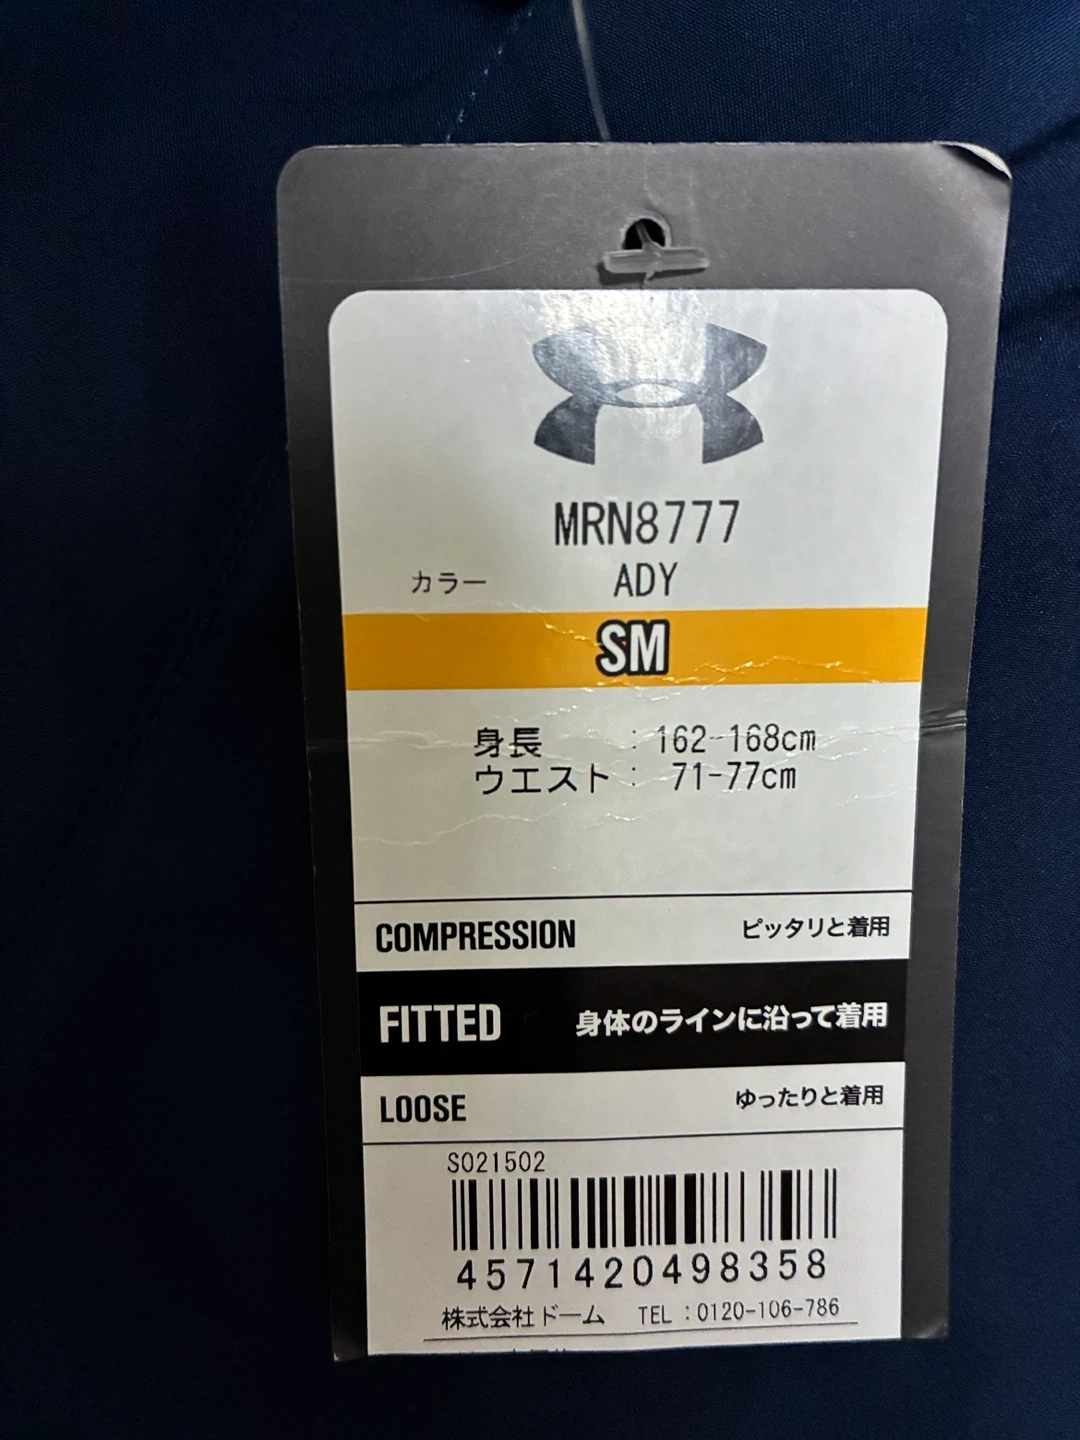 MRN8777
カラー ADY
SM
身長 : 162-168cm
ウエスト : 71-77cm
COMPRESSION ピッタリと着用
FITTED 身体のラインに沿って着用
LOOSE ゆったりと着用
S021502
4571420498358
株式会社ドーム TEL:0120-106-786